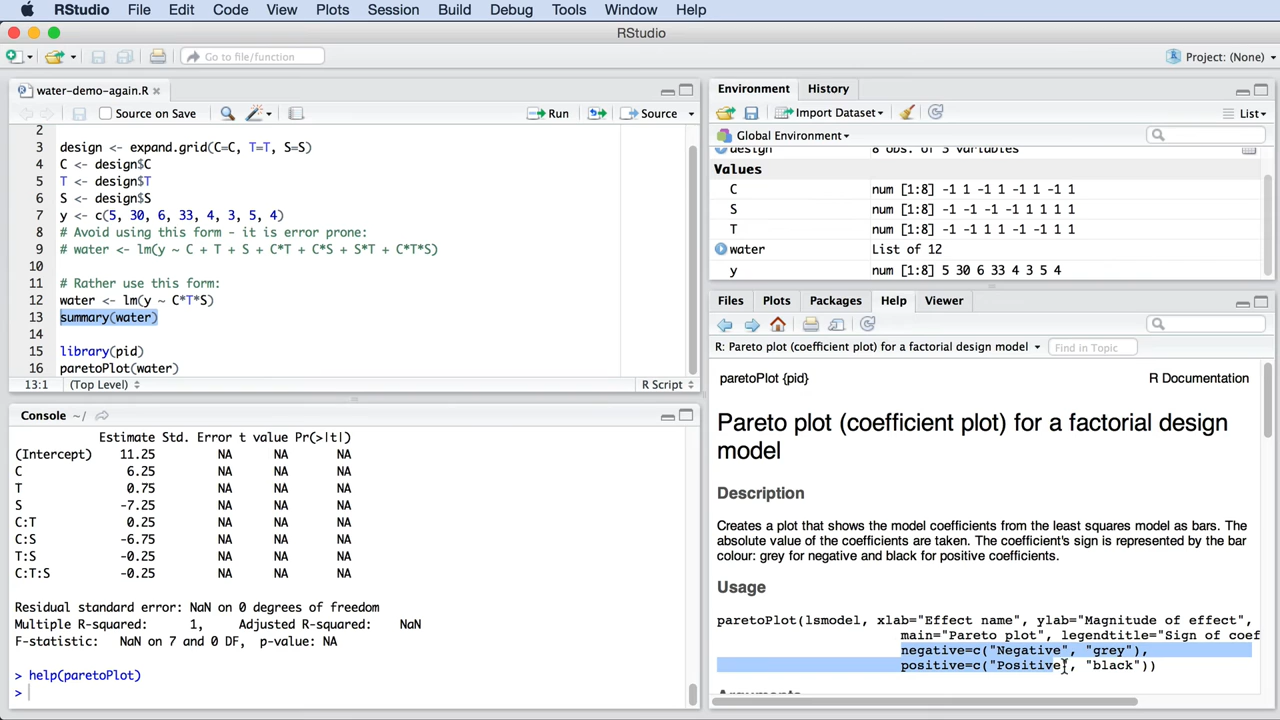 RStudio File Edit Code View Plots Session Build Debug Tools Window Help
RStudio
Go to file/function
Project: (None)
water-demo-again.R
Source on Save
Run
Source
2
3 design <- expand.grid(C=C, T=T, S=S)
4 C <- design$C
5 T <- design$T
6 S <- design$S
7 y <- c(5, 30, 6, 33, 4, 3, 5, 4)
8 # Avoid using this form - it is error prone:
9 # water <- lm(y ~ C + T + S + C*T + C*S + S*T + C*T*S)
10
11 # Rather use this form:
12 water <- lm(y ~ C*T*S)
13 summary(water)
14
15 library(pid)
16 paretoPlot(water)
13:1 (Top Level) R Script
Console ~/
Estimate Std. Error t value Pr(>|t|)
(Intercept) 11.25 NA NA NA
C 6.25 NA NA NA
T 0.75 NA NA NA
S -7.25 NA NA NA
C:T 0.25 NA NA NA
C:S -6.75 NA NA NA
T:S -0.25 NA NA NA
C:T:S -0.25 NA NA NA
Residual standard error: NaN on 0 degrees of freedom
Multiple R-squared: 1, Adjusted R-squared: NaN
F-statistic: NaN on 7 and 0 DF, p-value: NA
> help(paretoPlot)
>
Environment History
Import Dataset
List
Global Environment
design 8 obs. of 3 variables
Values
C num [1:8] -1 1 -1 1 -1 1 -1 1
S num [1:8] -1 -1 -1 -1 1 1 1 1
T num [1:8] -1 -1 1 1 -1 -1 1 1
water List of 12
y num [1:8] 5 30 6 33 4 3 5 4
Files Plots Packages Help Viewer
R: Pareto plot (coefficient plot) for a factorial design model
Find in Topic
paretoPlot {pid} R Documentation
Pareto plot (coefficient plot) for a factorial design
model
Description
Creates a plot that shows the model coefficients from the least squares model as bars. The
absolute value of the coefficients are taken. The coefficient's sign is represented by the bar
colour: grey for negative and black for positive coefficients.
Usage
paretoPlot(lsmodel, xlab="Effect name", ylab="Magnitude of effect",
main="Pareto plot", legendtitle="Sign of coef
negative=c("Negative", "grey"),
positive=c("Positive", "black"))
Arguments